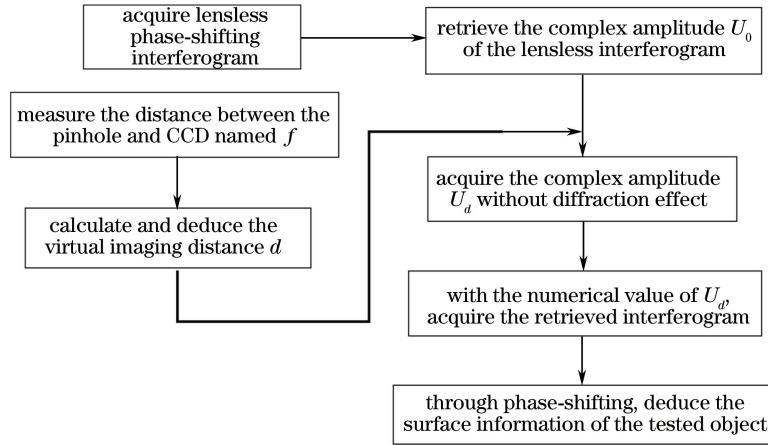 acquire lensless
phase-shifting
interferogram
retrieve the complex amplitude U₀
of the lensless interferogram
measure the distance between the
pinhole and CCD named f
calculate and deduce the
virtual imaging distance d
acquire the complex amplitude
U_d without diffraction effect
with the numerical value of U_d,
acquire the retrieved interferogram
through phase-shifting, deduce the
surface information of the tested object